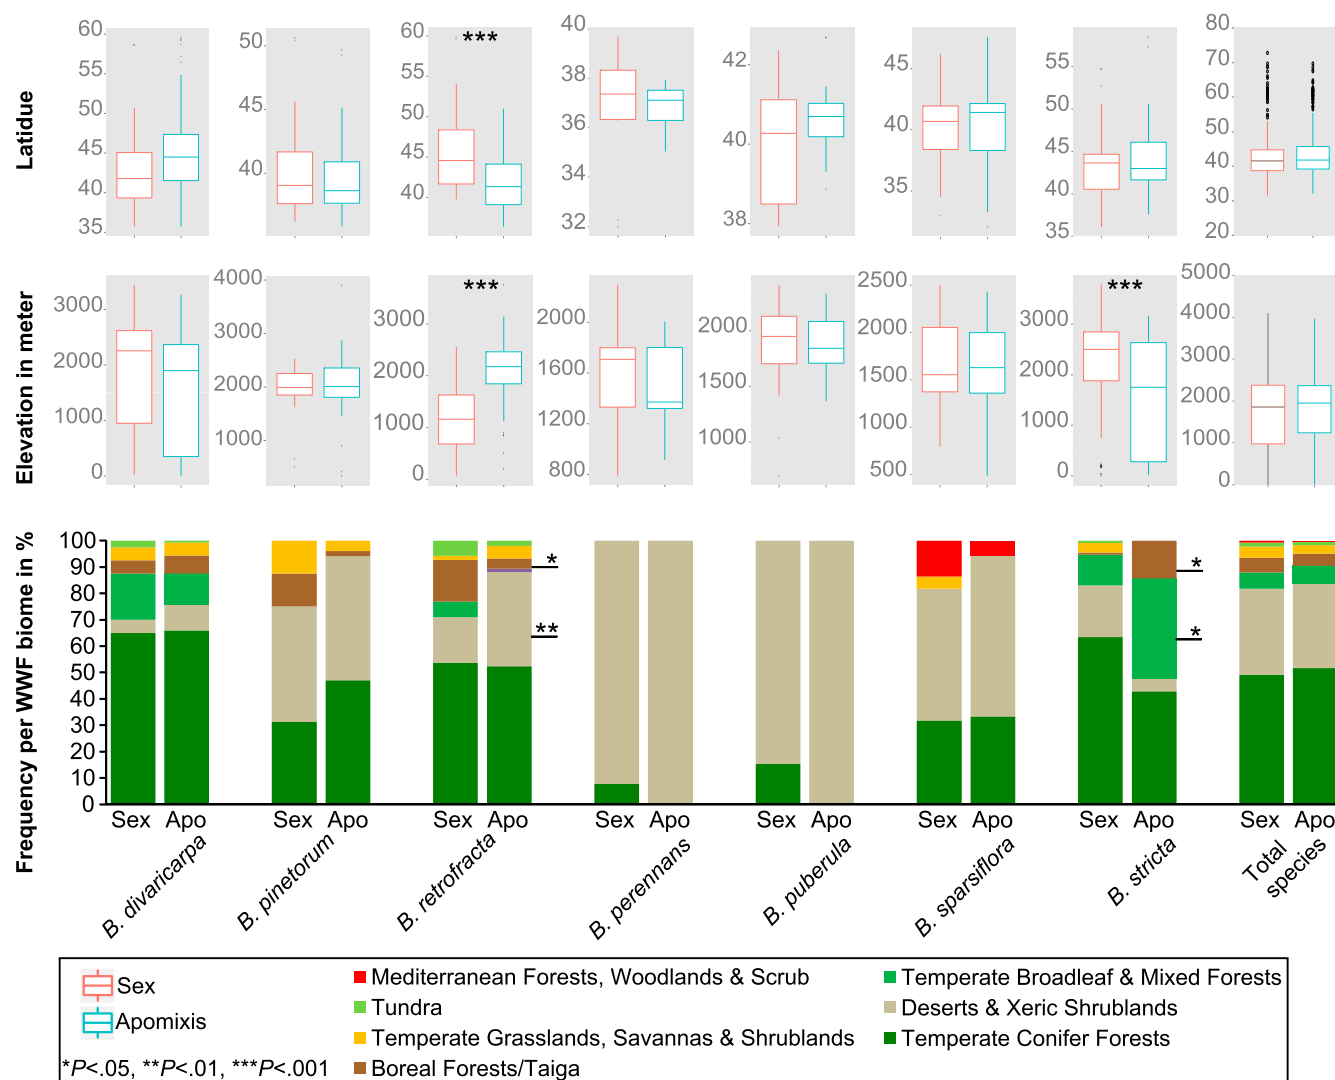 Latidue
60
55
50
45
40
35
50
45
40
***
60
55
50
45
40
40
38
36
34
32
42
40
38
45
40
35
55
50
45
40
35
80
70
60
50
40
30
20
Elevation in meter
3000
2000
1000
0
4000
3000
2000
1000
***
3000
2000
1000
0
2000
1600
1200
800
2000
1500
1000
2500
2000
1500
1000
500
***
3000
2000
1000
0
5000
4000
3000
2000
1000
0
Frequency per WWF biome in %
100
90
80
70
60
50
40
30
20
10
0
*
**
*
*
Sex Apo
Sex Apo
Sex Apo
Sex Apo
Sex Apo
Sex Apo
Sex Apo
Sex Apo
B. divaricarpa
B. pinetorum
B. retrofracta
B. perennans
B. puberula
B. sparsiflora
B. stricta
Total
species
Sex
Apomixis
*P<.05, **P<.01, ***P<.001
Mediterranean Forests, Woodlands & Scrub
Tundra
Temperate Grasslands, Savannas & Shrublands
Boreal Forests/Taiga
Temperate Broadleaf & Mixed Forests
Deserts & Xeric Shrublands
Temperate Conifer Forests